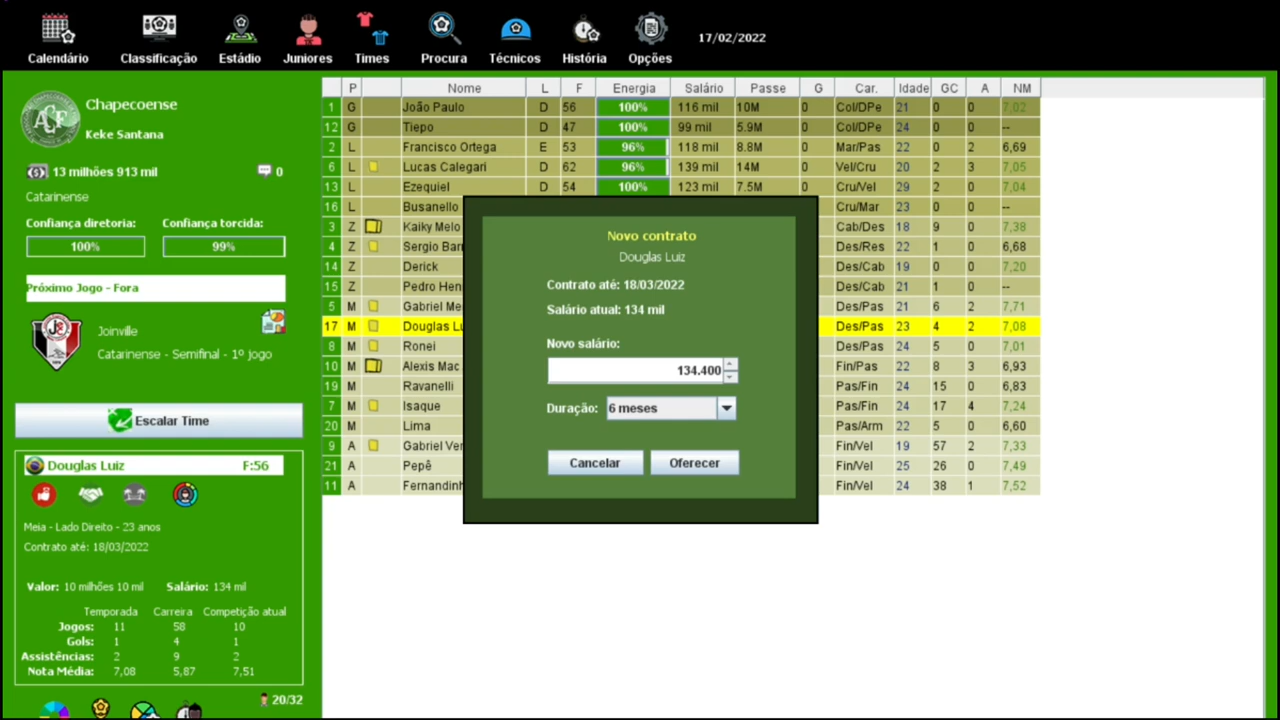 Calendário Classificação Estádio Juniores Times Procura Técnicos História Opções 17/02/2022
ACF
Chapecoense
Keke Santana
13 milhões 913 mil 0
Catarinense
Confiança diretoria: Confiança torcida:
100% 99%
Próximo Jogo - Fora
Joinville
Catarinense - Semifinal - 1º jogo
Escalar Time
Douglas Luiz F:56
Meia - Lado Direito - 23 anos
Contrato até: 18/03/2022
Valor: 10 milhões 10 mil Salário: 134 mil
Temporada Carreira Competição atual
Jogos: 11 58 10
Gols: 1 4 1
Assistências: 2 9 2
Nota Média: 7,08 5,87 7,51
20/32
P Nome L F Energia Salário Passe G Car. Idade GC A NM
1 G João Paulo D 56 100% 116 mil 10M 0 Col/DPe 21 0 0 7,02
12 G Tiepo D 47 100% 99 mil 5.9M 0 Col/DPe 24 0 0 --
2 L Francisco Ortega E 53 96% 118 mil 8.8M 0 Mar/Pas 22 0 2 6,69
6 L Lucas Calegari D 62 96% 139 mil 14M 0 Vel/Cru 20 2 3 7,05
13 L Ezequiel D 54 100% 123 mil 7.5M 0 Cru/Vel 29 2 0 7,04
16 L Busanello Cru/Mar 23 0 0 --
3 Z Kaiky Melo Cab/Des 18 9 0 7,38
4 Z Sergio Bar Des/Res 22 1 0 6,68
14 Z Derick Des/Cab 19 0 0 7,20
15 Z Pedro Hen Des/Cab 21 1 0 --
5 M Gabriel Me Des/Pas 21 6 2 7,71
17 M Douglas Lu Des/Pas 23 4 2 7,08
8 M Ronei Des/Pas 24 5 0 7,01
10 M Alexis Mac Fin/Pas 22 8 3 6,93
19 M Ravanelli Pas/Fin 24 15 0 6,83
7 M Isaque Pas/Fin 24 17 4 7,24
20 M Lima Pas/Arm 22 5 0 6,60
9 A Gabriel Ver Fin/Vel 19 57 2 7,33
21 A Pepê Fin/Vel 25 26 0 7,49
11 A Fernandinh Fin/Vel 24 38 1 7,52
Novo contrato
Douglas Luiz
Contrato até: 18/03/2022
Salário atual: 134 mil
Novo salário:
134.400
Duração: 6 meses
Cancelar Oferecer